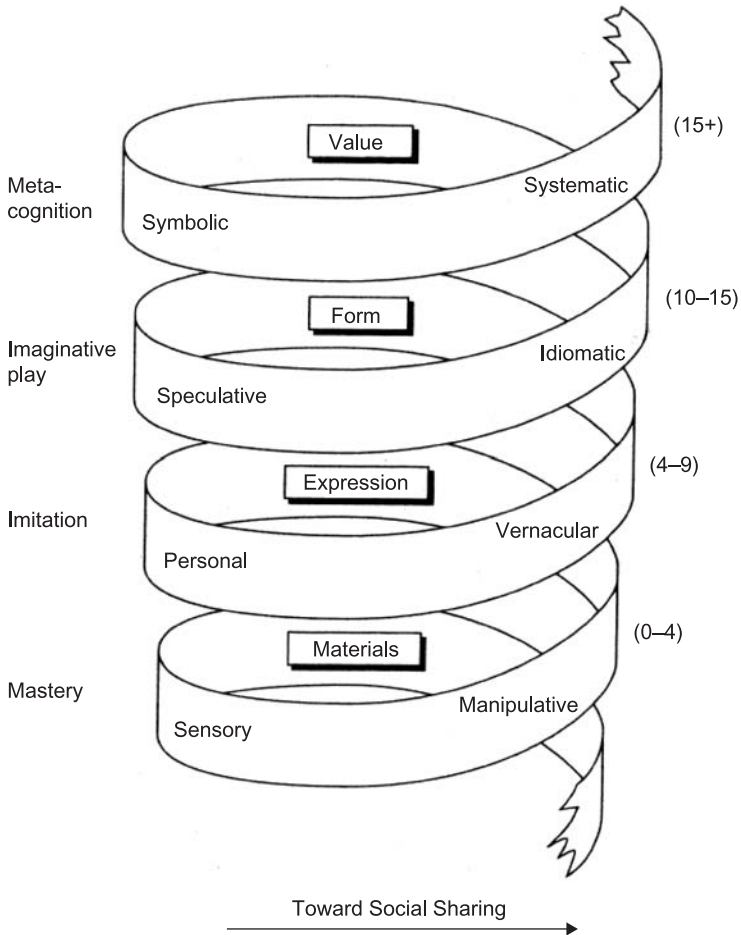 (15+)
Value
Systematic
Meta-
cognition
Symbolic
(10–15)
Form
Idiomatic
Imaginative
play
Speculative
(4–9)
Expression
Vernacular
Imitation
Personal
(0–4)
Materials
Manipulative
Mastery
Sensory
Toward Social Sharing